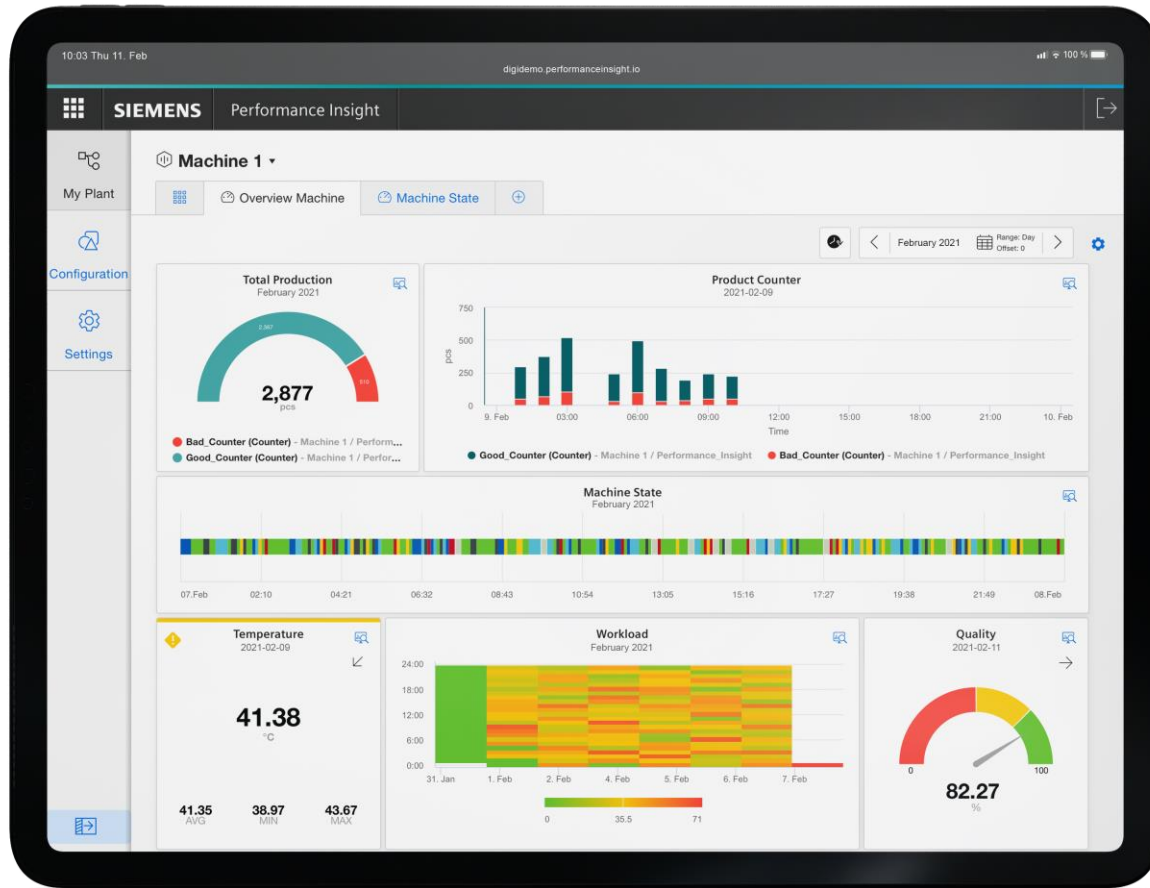 10:03 Thu 11. Feb
100 %
digidemo.performanceinsight.io
SIEMENS
Performance Insight
My Plant
Configuration
Settings
Machine 1
Overview Machine
Machine State
February 2021
Range: Day
Offset: 0
Total Production
February 2021
2,367
510
2,877
pcs
Bad_Counter (Counter) - Machine 1 / Perform...
Good_Counter (Counter) - Machine 1 / Perfor...
Product Counter
2021-02-09
750
500
250
0
pcs
9. Feb 03:00 06:00 09:00 12:00 15:00 18:00 21:00 10. Feb
Time
Good_Counter (Counter) - Machine 1 / Performance_Insight Bad_Counter (Counter) - Machine 1 / Performance_Insight
Machine State
February 2021
07.Feb 02:10 04:21 06:32 08:43 10:54 13:05 15:16 17:27 19:38 21:49 08.Feb
Temperature
2021-02-09
41.38
°C
41.35 38.97 43.67
AVG MIN MAX
Workload
February 2021
24:00
18:00
12:00
6:00
0:00
31. Jan 1. Feb 2. Feb 4. Feb 5. Feb 6. Feb 7. Feb
0 35.5 71
Quality
2021-02-11
0 100
82.27
%